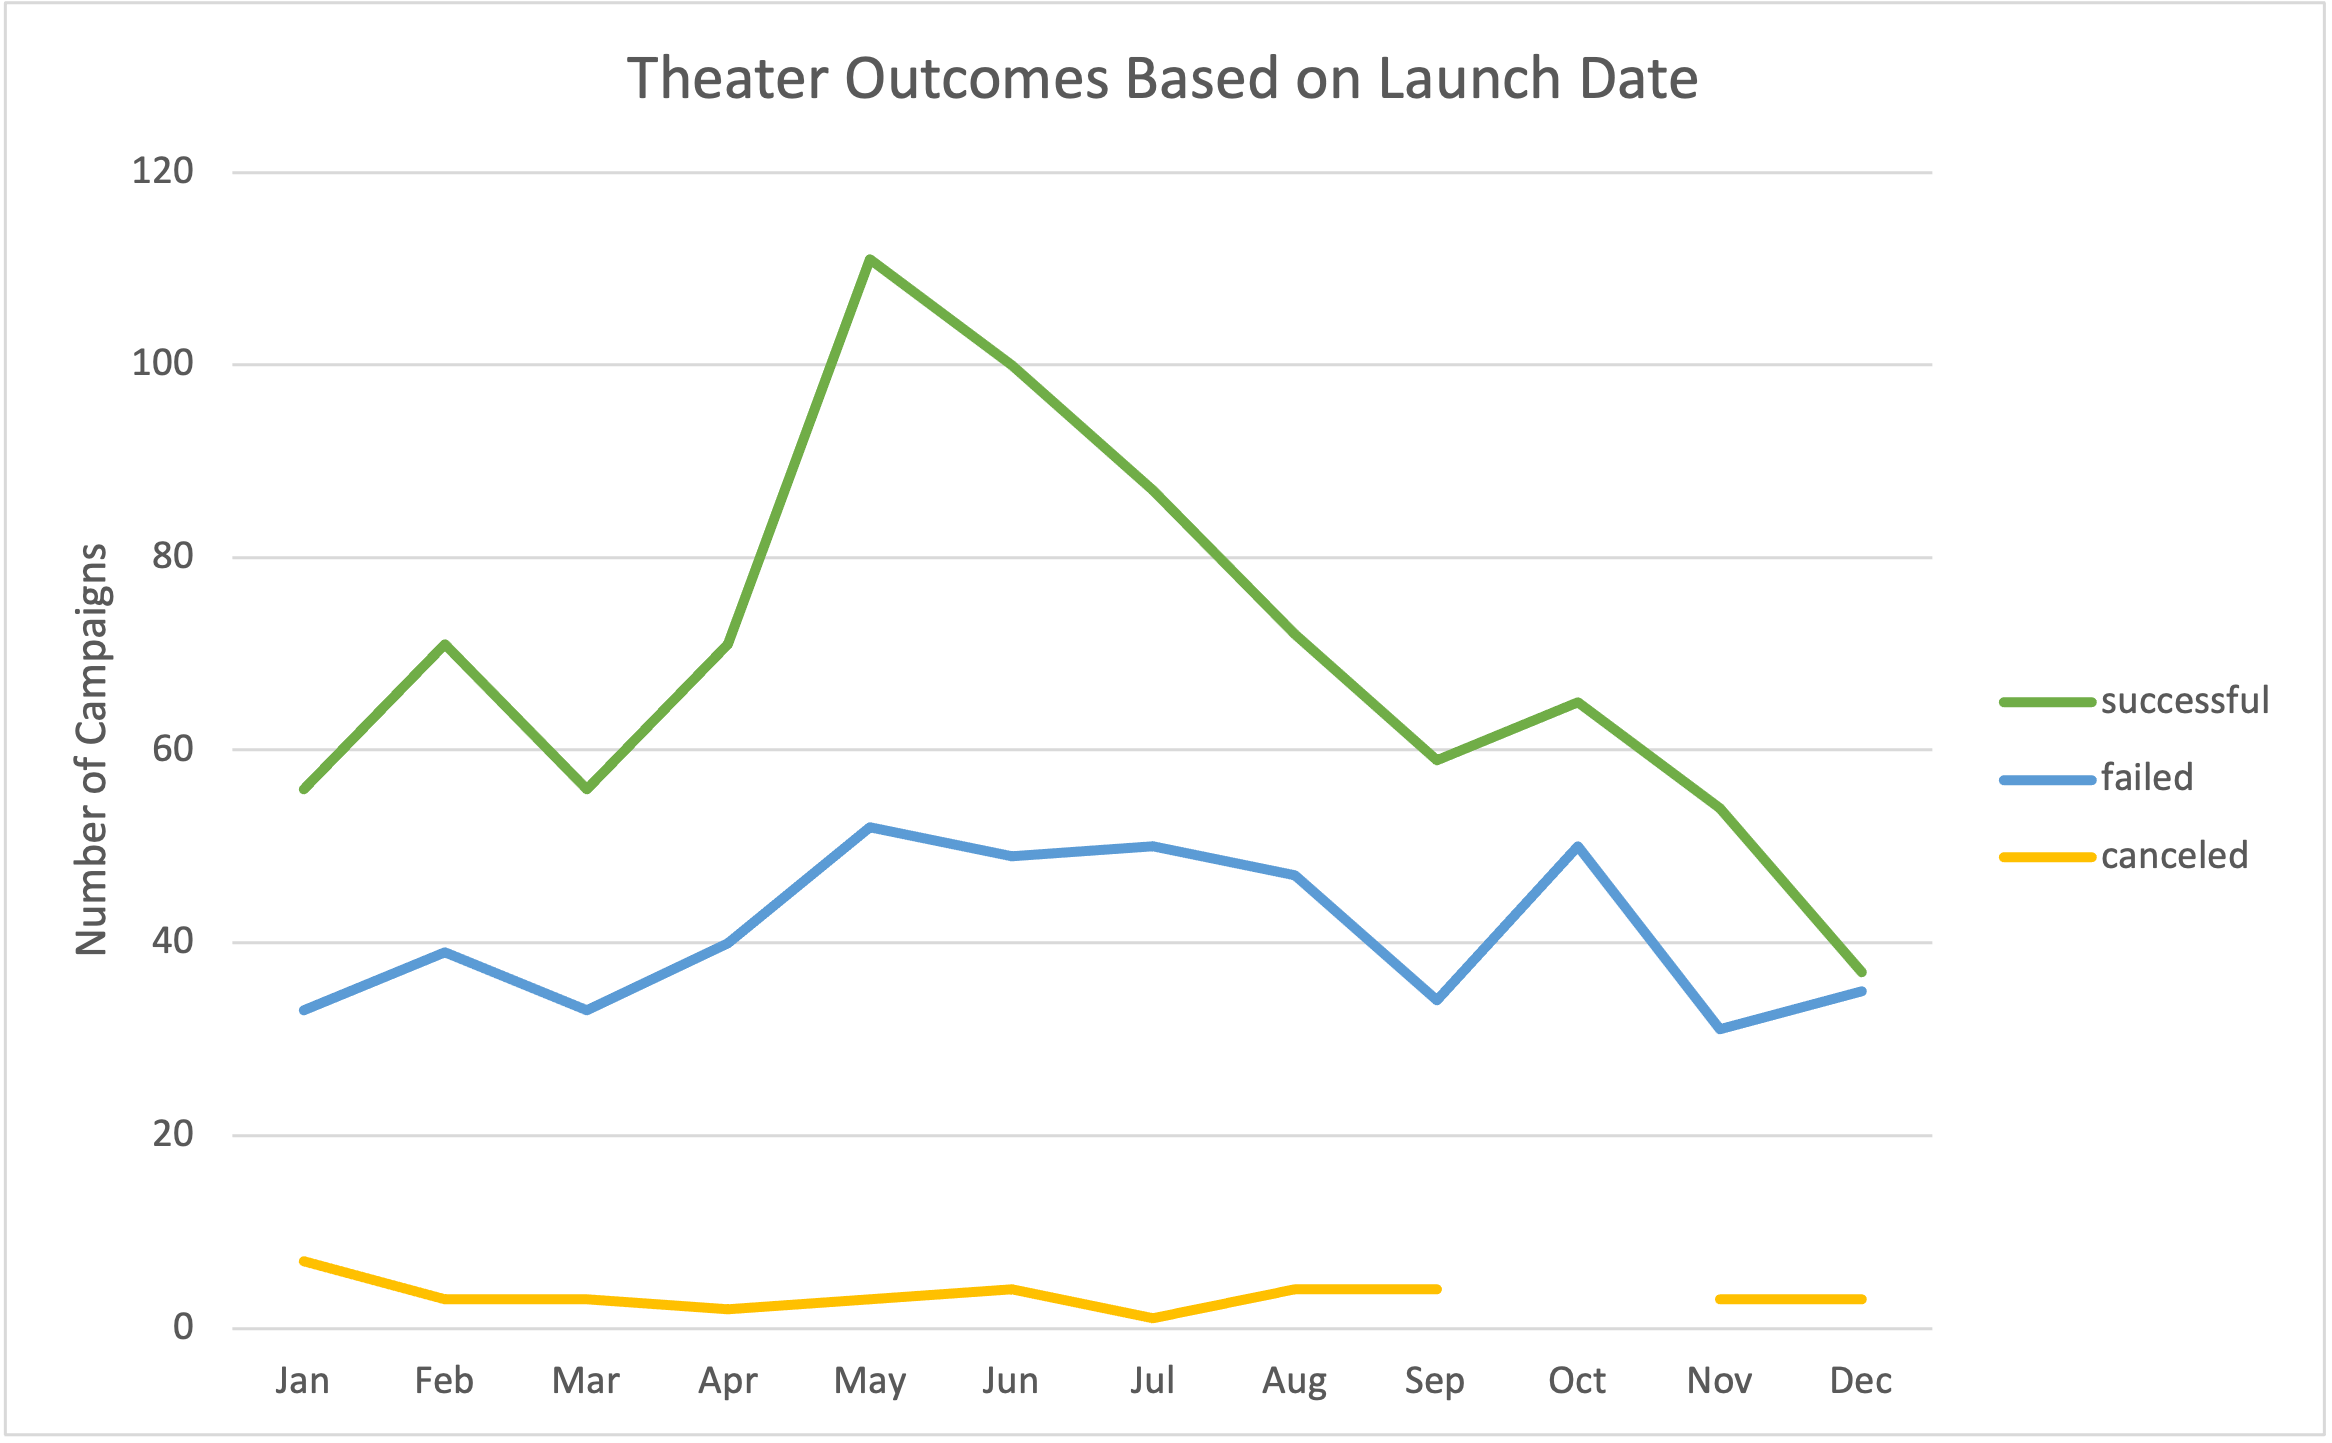 Theater Outcomes Based on Launch Date
120
100
80
60
40
20
0
Number of Campaigns
Jan Feb Mar Apr May Jun Jul Aug Sep Oct Nov Dec
successful
failed
canceled